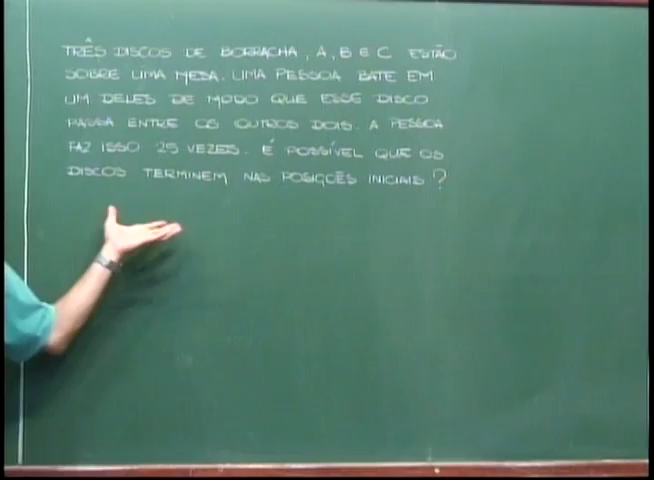 TRÊS DISCOS DE BORRACHA, A, B E C ESTÃO
SOBRE UMA MESA. UMA PESSOA BATE EM
UM DELES DE MODO QUE ESSE DISCO
PASSA ENTRE OS OUTROS DOIS. A PESSOA
FAZ ISSO 25 VEZES. É POSSÍVEL QUE OS
DISCOS TERMINEM NAS POSIÇÕES INICIAIS?